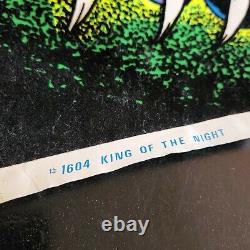 1604 KING OF THE NIGHT